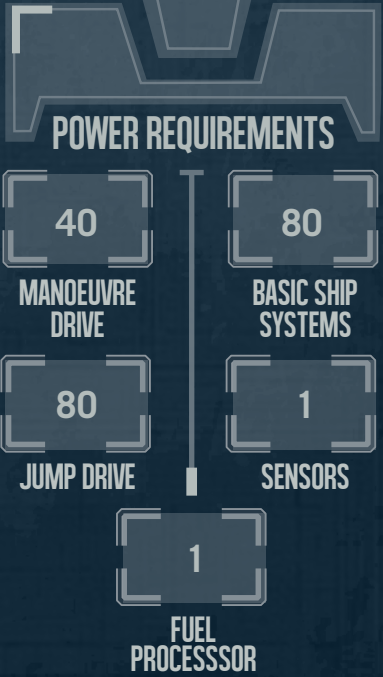 POWER REQUIREMENTS
40
MANOEUVRE
DRIVE
80
BASIC SHIP
SYSTEMS
80
JUMP DRIVE
1
SENSORS
1
FUEL
PROCESSSOR